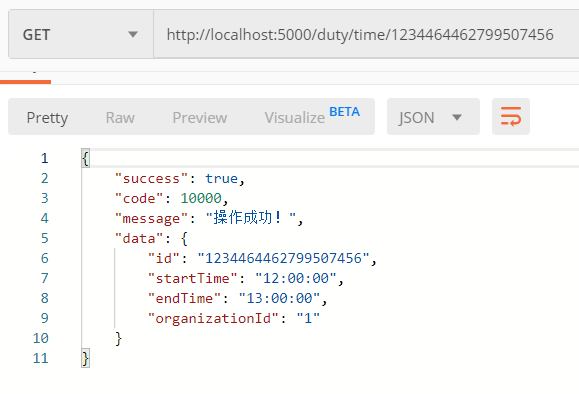 GET http://localhost:5000/duty/time/1234464462799507456
Pretty Raw Preview Visualize BETA JSON
1 {
2 "success": true,
3 "code": 10000,
4 "message": "操作成功！",
5 "data": {
6 "id": "1234464462799507456",
7 "startTime": "12:00:00",
8 "endTime": "13:00:00",
9 "organizationId": "1"
10 }
11 }